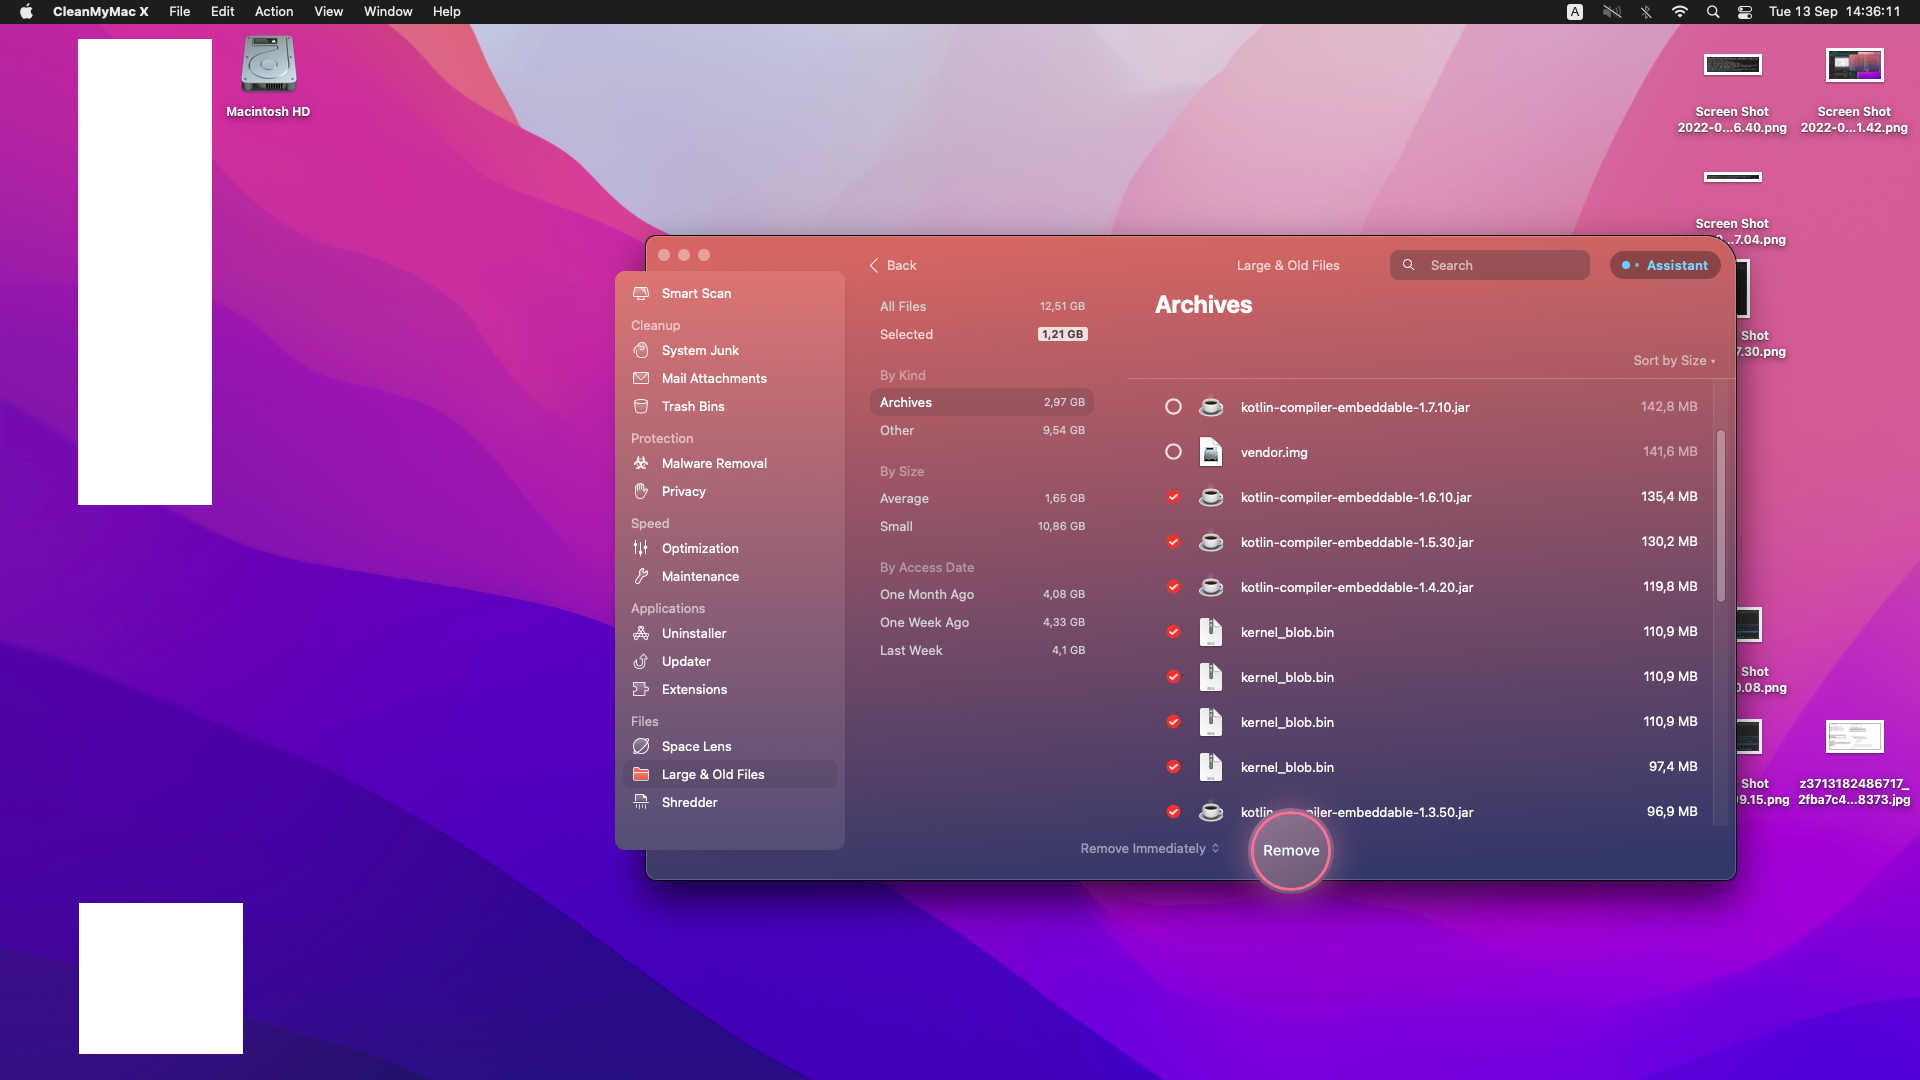 CleanMyMac X File Edit Action View Window Help
A Tue 13 Sep 14:36:11
Macintosh HD
Screen Shot
2022-0...6.40.png
Screen Shot
2022-0...1.42.png
Screen Shot
...7.04.png
Shot
7.30.png
Shot
0.08.png
Shot
09.15.png
z3713182486717_
2fba7c4...8373.jpg
Smart Scan
Cleanup
System Junk
Mail Attachments
Trash Bins
Protection
Malware Removal
Privacy
Speed
Optimization
Maintenance
Applications
Uninstaller
Updater
Extensions
Files
Space Lens
Large & Old Files
Shredder
Back
All Files 12,51 GB
Selected 1,21 GB
By Kind
Archives 2,97 GB
Other 9,54 GB
By Size
Average 1,65 GB
Small 10,86 GB
By Access Date
One Month Ago 4,08 GB
One Week Ago 4,33 GB
Last Week 4,1 GB
Large & Old Files
Search
Assistant
Archives
Sort by Size
kotlin-compiler-embeddable-1.7.10.jar 142,8 MB
vendor.img 141,6 MB
kotlin-compiler-embeddable-1.6.10.jar 135,4 MB
kotlin-compiler-embeddable-1.5.30.jar 130,2 MB
kotlin-compiler-embeddable-1.4.20.jar 119,8 MB
kernel_blob.bin 110,9 MB
kernel_blob.bin 110,9 MB
kernel_blob.bin 110,9 MB
kernel_blob.bin 97,4 MB
kotlin-compiler-embeddable-1.3.50.jar 96,9 MB
Remove Immediately
Remove